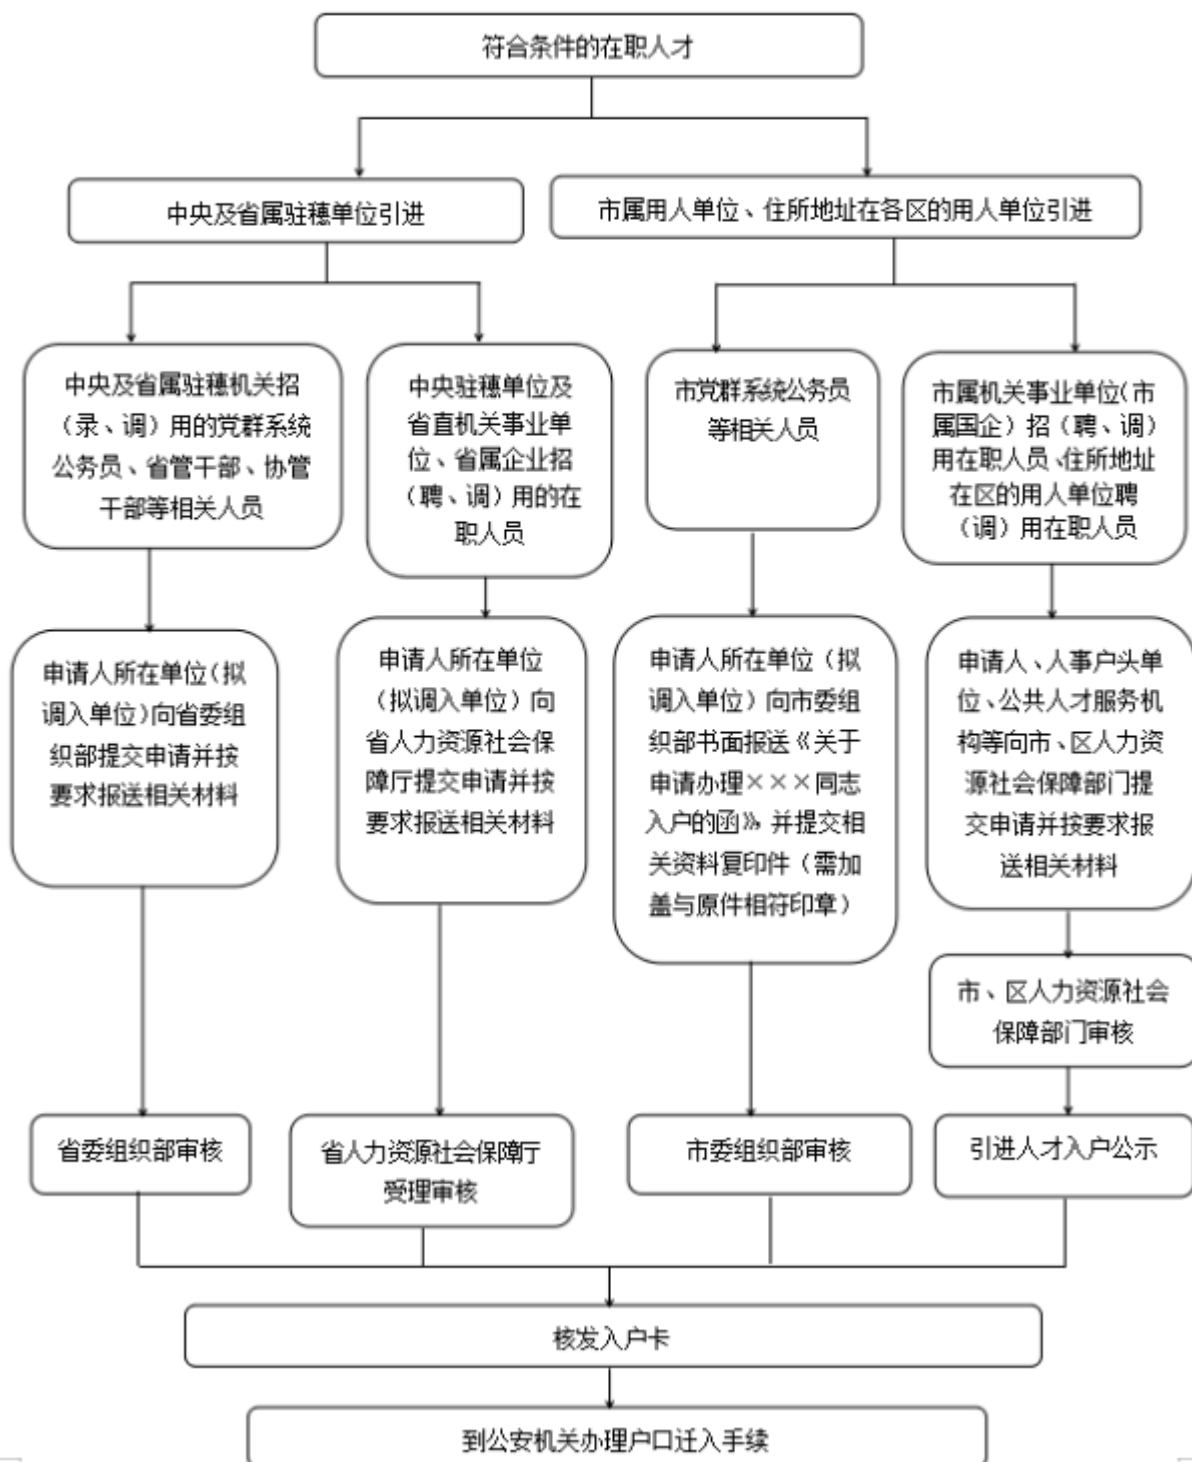 符合条件的在职人才
中央及省属驻穗单位引进
市属用人单位、住所地址在各区的用人单位引进
中央及省属驻穗机关招
（录、调）用的党群系统
公务员、省管干部、协管
干部等相关人员
中央驻穗单位及
省直机关事业单
位、省属企业招
（聘、调）用的在
职人员
市党群系统公务员
等相关人员
市属机关事业单位（市
属国企）招（聘、调）
用在职人员、住所地址
在区的用人单位聘
（调）用在职人员
申请人所在单位（拟
调入单位）向省委组
织部提交申请并按
要求报送相关材料
申请人所在单位
（拟调入单位）向
省人力资源社会保
障厅提交申请并按
要求报送相关材料
申请人所在单位（拟
调入单位）向市委组
织部书面报送《关于
申请办理×××同志
入户的函》，并提交相
关资料复印件（需加
盖与原件相符印章）
申请人、人事户头单
位、公共人才服务机
构等向市、区人力资
源社会保障部门提
交申请并按要求报
送相关材料
市、区人力资源社会
保障部门审核
省委组织部审核
省人力资源社会保障厅
受理审核
市委组织部审核
引进人才入户公示
核发入户卡
到公安机关办理户口迁入手续